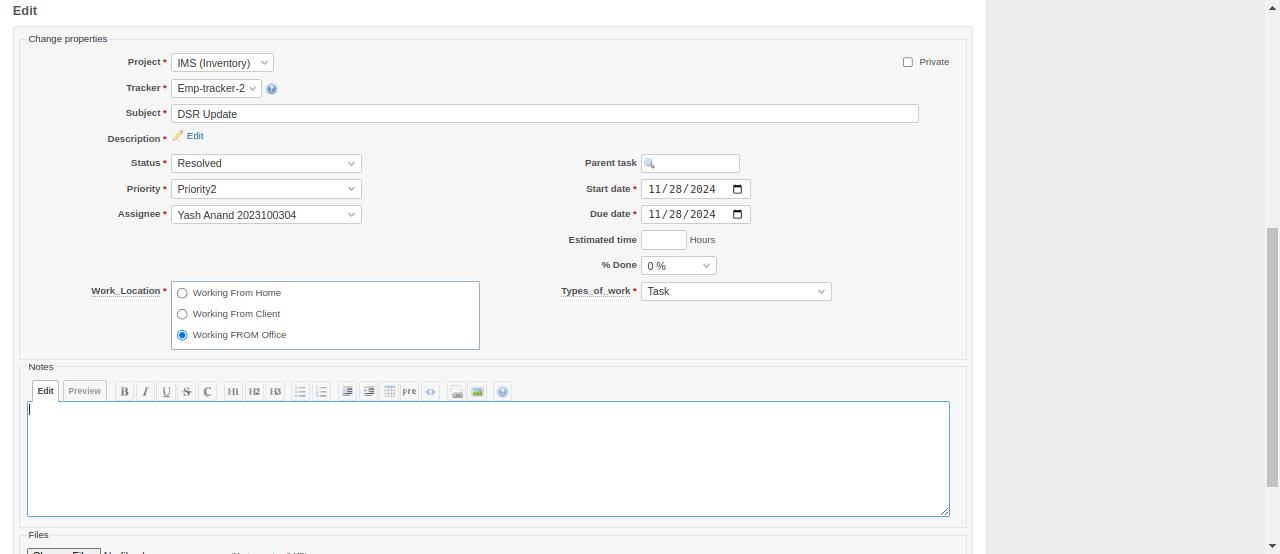 Edit
Change properties
Project * IMS (Inventory) Private
Tracker * Emp-tracker-2
Subject * DSR Update
Description * Edit
Status * Resolved Parent task
Priority * Priority2 Start date * 11/28/2024
Assignee * Yash Anand 2023100304 Due date * 11/28/2024
Estimated time Hours
% Done 0 %
Work_Location * Working From Home Types_of_work * Task
Working From Client
Working FROM Office
Notes
Edit Preview B I U S C H1 H2 H3 pre
Files